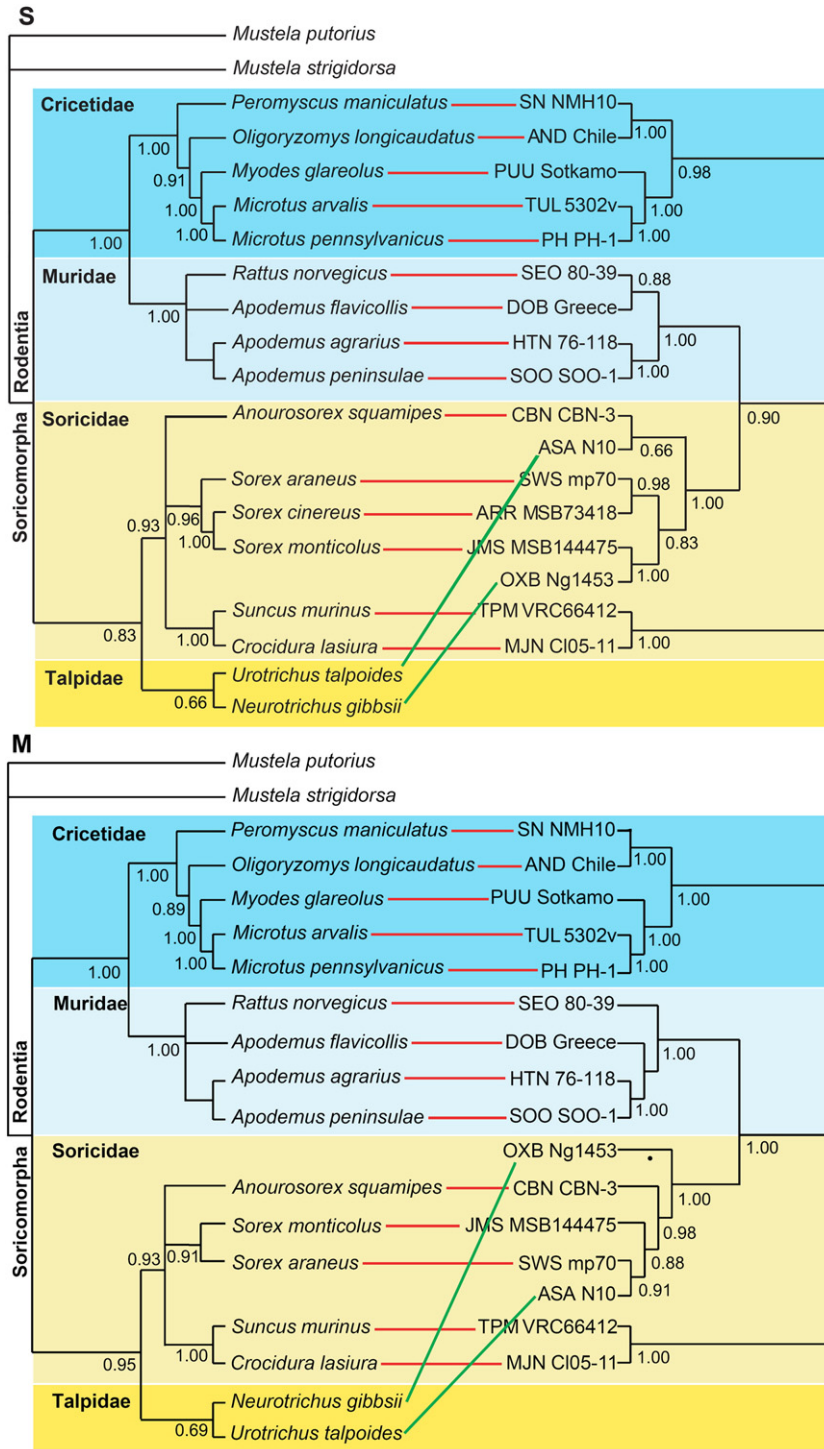 S
Mustela putorius
Mustela strigidorsa
Cricetidae
Peromyscus maniculatus SN NMH10
1.00 1.00
Oligoryzomys longicaudatus AND Chile
0.91 0.98
Myodes glareolus PUU Sotkamo
1.00 1.00
Microtus arvalis TUL 5302v
1.00 1.00 1.00
Microtus pennsylvanicus PH PH-1
Muridae
Rattus norvegicus SEO 80-39
0.88
1.00
Apodemus flavicollis DOB Greece
1.00
Apodemus agrarius HTN 76-118
1.00
Apodemus peninsulae SOO SOO-1
Rodentia
Soricomorpha
Soricidae
Anourosorex squamipes CBN CBN-3
0.90
ASA N10
0.66
Sorex araneus SWS mp70
0.98
1.00
0.93 0.96
Sorex cinereus ARR MSB73418
1.00 0.83
Sorex monticolus JMS MSB144475
1.00
OXB Ng1453
Suncus murinus TPM VRC66412
0.83 1.00 1.00
Crocidura lasiura MJN Cl05-11
Talpidae
Urotrichus talpoides
0.66
Neurotrichus gibbsii
M
Mustela putorius
Mustela strigidorsa
Cricetidae
Peromyscus maniculatus SN NMH10
1.00 1.00
Oligoryzomys longicaudatus AND Chile
0.89 1.00
Myodes glareolus PUU Sotkamo
1.00 1.00
Microtus arvalis TUL 5302v
1.00 1.00 1.00
Microtus pennsylvanicus PH PH-1
Muridae
Rattus norvegicus SEO 80-39
1.00
Apodemus flavicollis DOB Greece
1.00
Apodemus agrarius HTN 76-118
1.00
Apodemus peninsulae SOO SOO-1
Rodentia
Soricomorpha
Soricidae
OXB Ng1453
1.00
Anourosorex squamipes CBN CBN-3
1.00
Sorex monticolus JMS MSB144475
0.98
0.93 0.91
Sorex araneus SWS mp70
0.88
ASA N10
0.91
Suncus murinus TPM VRC66412
0.95 1.00 1.00
Crocidura lasiura MJN Cl05-11
Talpidae
Neurotrichus gibbsii
0.69
Urotrichus talpoides